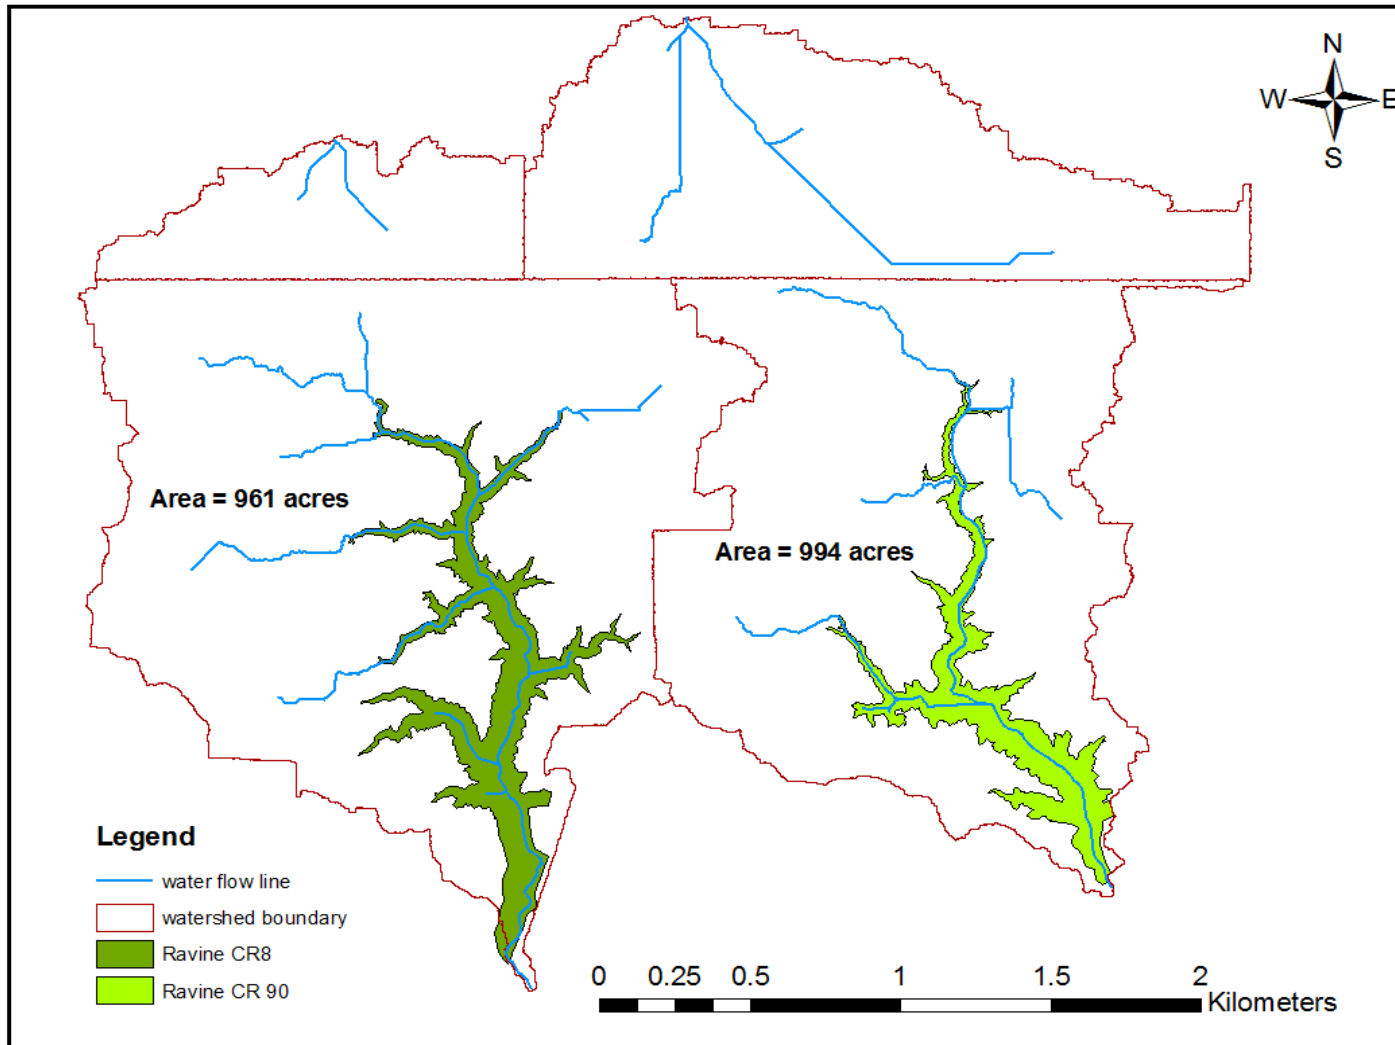 N
W E
S
Area = 961 acres
Area = 994 acres
Legend
water flow line
watershed boundary
Ravine CR8
Ravine CR 90
0 0.25 0.5 1 1.5 2
Kilometers